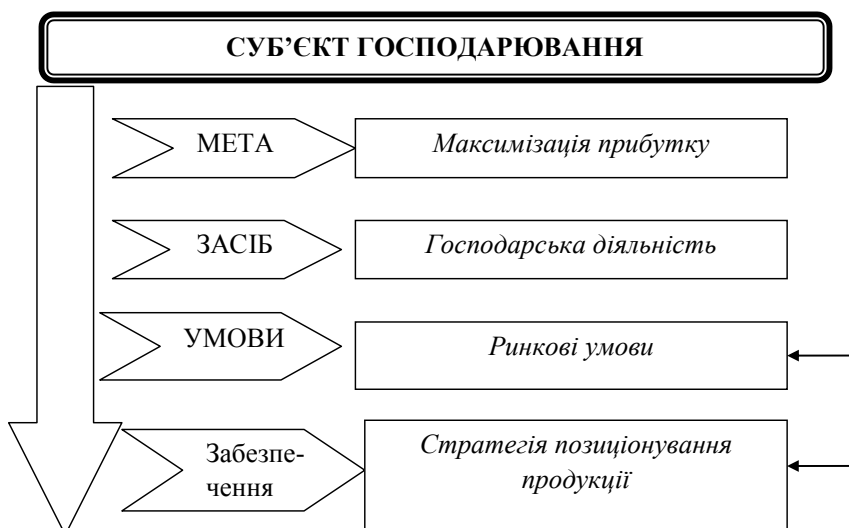 СУБ’ЄКТ ГОСПОДАРЮВАННЯ
МЕТА
Максимізація прибутку
ЗАСІБ
Господарська діяльність
УМОВИ
Ринкові умови
Забезпе-
чення
Стратегія позиціонування
продукції